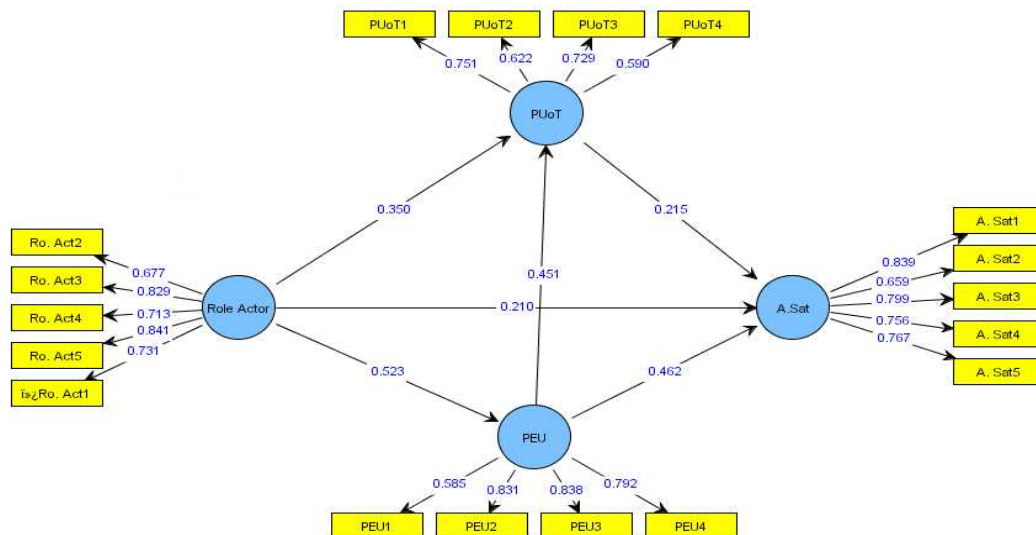 PUoT1
PUoT2
PUoT3
PUoT4
0.751
0.622
0.729
0.590
PUoT
0.350
0.215
0.451
Ro. Act2
Ro. Act3
Ro. Act4
Ro. Act5
ï»¿Ro. Act1
0.677
0.829
0.713
0.841
0.731
Role Actor
0.210
A.Sat
0.839
0.659
0.799
0.756
0.767
A. Sat1
A. Sat2
A. Sat3
A. Sat4
A. Sat5
0.523
0.462
PEU
0.585
0.831
0.838
0.792
PEU1
PEU2
PEU3
PEU4